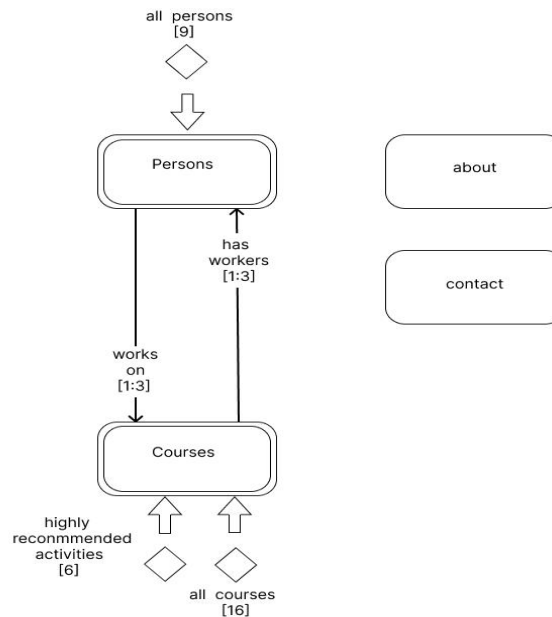 all persons
[9]
Persons
about
has
workers
[1:3]
contact
works
on
[1:3]
Courses
highly
reconmmended
activities
[6]
all courses
[16]